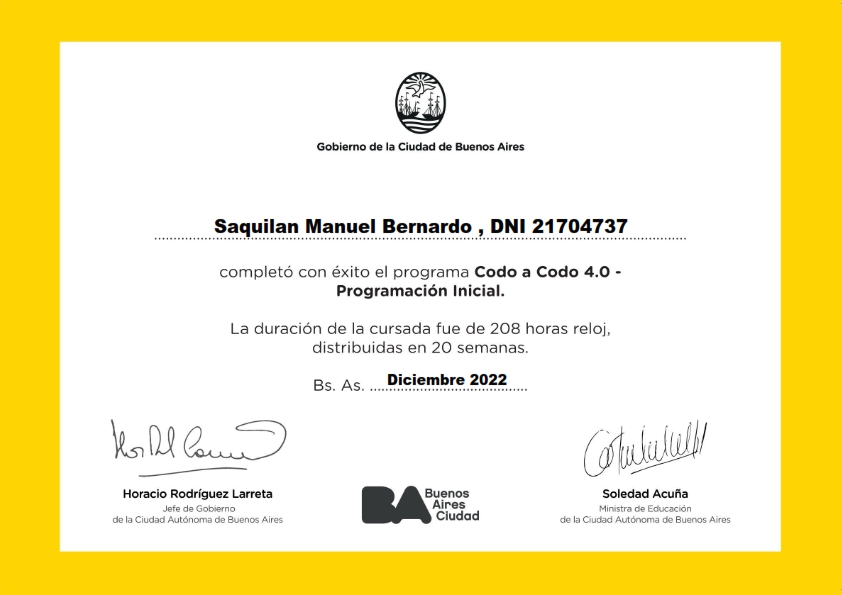 Gobierno de la Ciudad de Buenos Aires
Saquilan Manuel Bernardo , DNI 21704737
completó con éxito el programa Codo a Codo 4.0 -
Programación Inicial.
La duración de la cursada fue de 208 horas reloj,
distribuidas en 20 semanas.
Bs. As. Diciembre 2022
Horacio Rodríguez Larreta
Jefe de Gobierno
de la Ciudad Autónoma de Buenos Aires
BA Buenos
Aires
Ciudad
Soledad Acuña
Ministra de Educación
de la Ciudad Autónoma de Buenos Aires